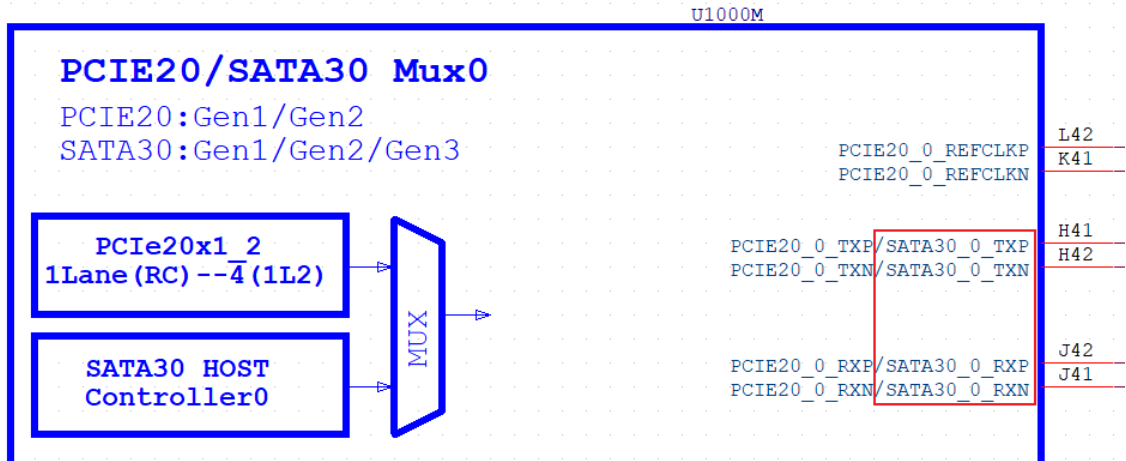 U1000M
PCIE20/SATA30 Mux0
PCIE20:Gen1/Gen2
SATA30:Gen1/Gen2/Gen3
PCIE20_0_REFCLKP L42
PCIE20_0_REFCLKN K41
PCIe20x1_2
1Lane(RC)--4(1L2)
MUX
SATA30 HOST
Controller0
PCIE20_0_TXP/SATA30_0_TXP H41
PCIE20_0_TXN/SATA30_0_TXN H42
PCIE20_0_RXP/SATA30_0_RXP J42
PCIE20_0_RXN/SATA30_0_RXN J41